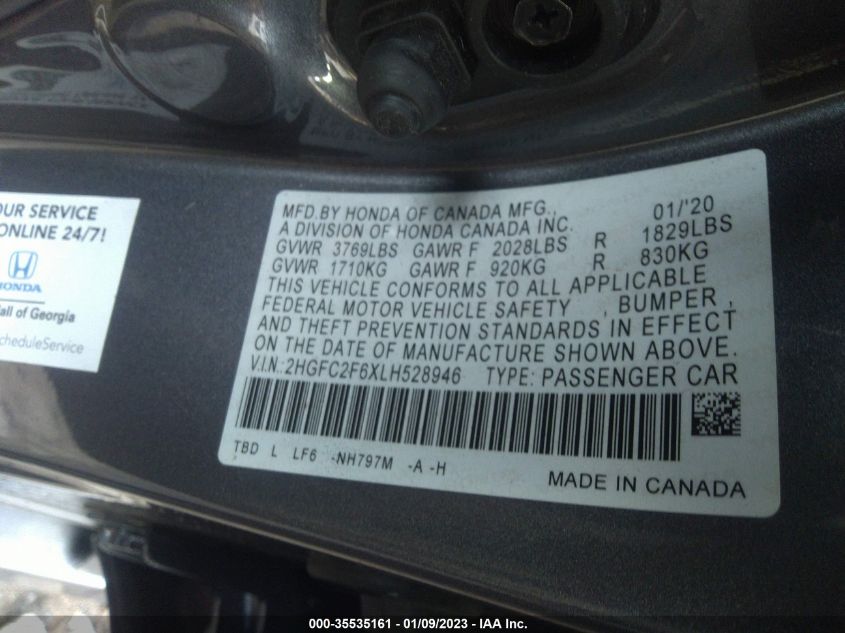 OUR SERVICE
ONLINE 24/7!
HONDA
all of Georgia
cheduleService
MFD.BY HONDA OF CANADA MFG., 01/'20
A DIVISION OF HONDA CANADA INC.
GVWR 3769LBS GAWR F 2028LBS R 1829LBS
GVWR 1710KG GAWR F 920KG R 830KG
THIS VEHICLE CONFORMS TO ALL APPLICABLE
FEDERAL MOTOR VEHICLE SAFETY , BUMPER ,
AND THEFT PREVENTION STANDARDS IN EFFECT
ON THE DATE OF MANUFACTURE SHOWN ABOVE.
V.I.N.:2HGFC2F6XLH528946 TYPE: PASSENGER CAR
TBD L LF6 -NH797M -A -H
MADE IN CANADA
000-35535161 - 01/09/2023 - IAA Inc.